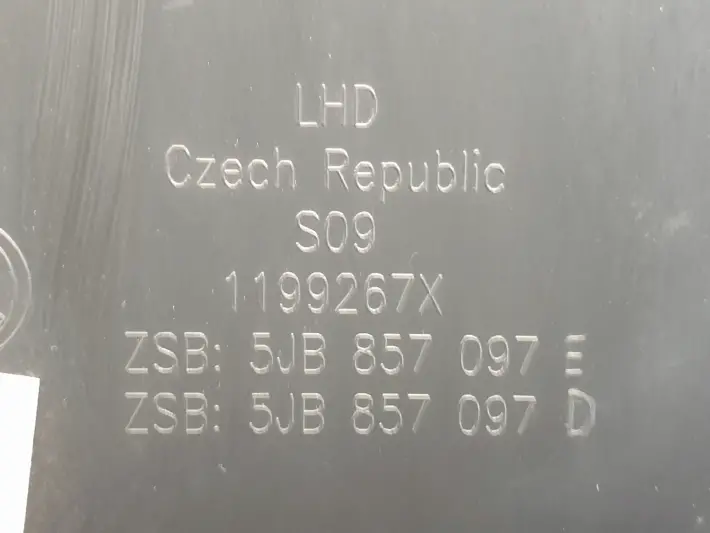 LHD
Czech Republic
S09
1199267X
ZSB: 5JB 857 097 E
ZSB: 5JB 857 097 D